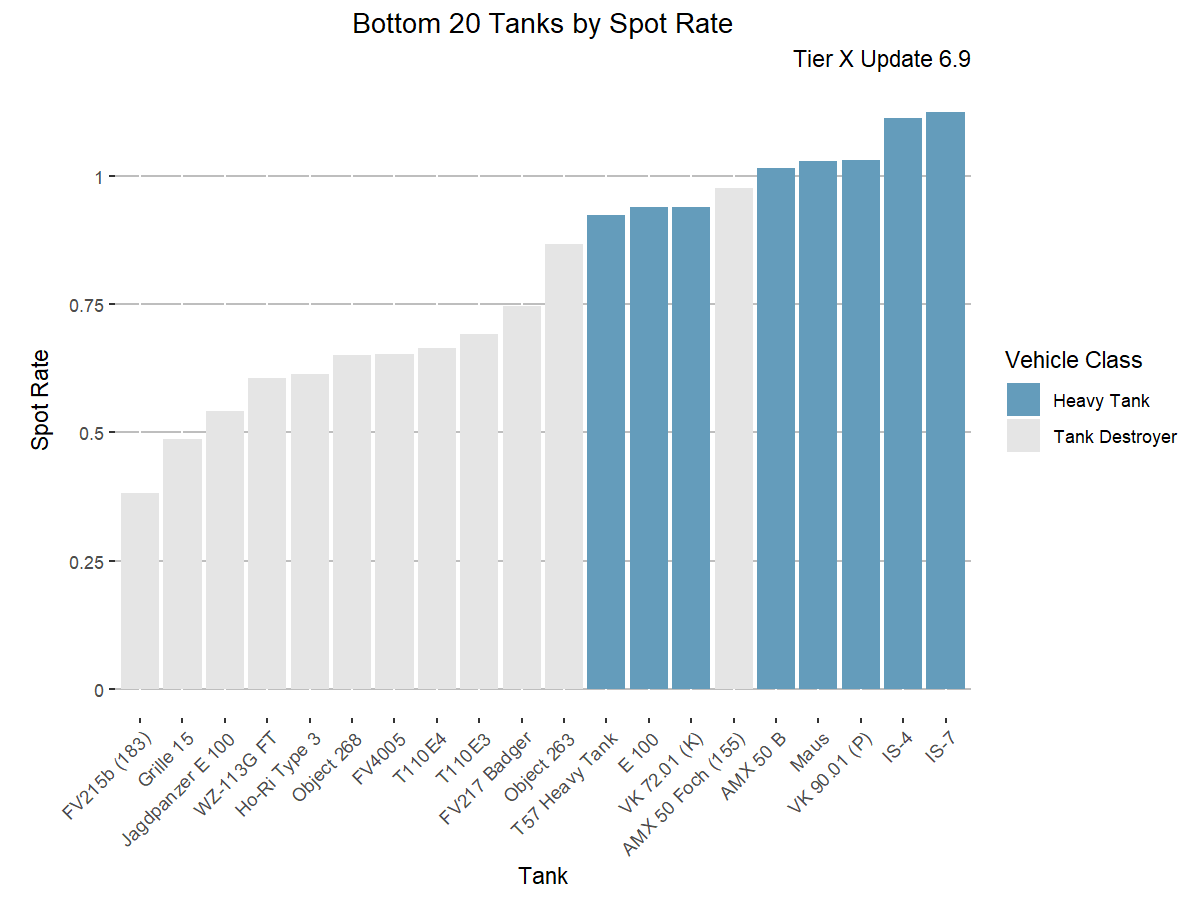 Bottom 20 Tanks by Spot Rate
Tier X Update 6.9
Spot Rate
1
0.75
0.5
0.25
0
FV215b (183)
Grille 15
Jagdpanzer E 100
WZ-113G FT
Ho-Ri Type 3
Object 268
FV4005
T110E4
T110E3
FV217 Badger
Object 263
T57 Heavy Tank
E 100
VK 72.01 (K)
AMX 50 Foch (155)
AMX 50 B
Maus
VK 90.01 (P)
IS-4
IS-7
Tank
Vehicle Class
Heavy Tank
Tank Destroyer